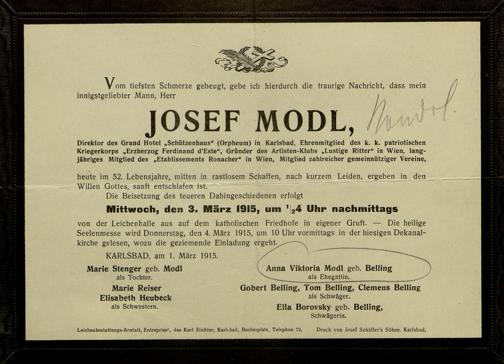 Vom tiefsten Schmerze gebeugt, gebe ich hierdurch die traurige Nachricht, dass mein
innigstgeliebter Mann, Herr
JOSEF MODL,
Direktor des Grand Hotel „Schützenhaus“ (Orpheum) in Karlsbad, Ehrenmitglied des k. k. patriotischen
Kriegerkorps „Erzherzog Ferdinand d'Este“, Gründer des Artisten-Klubs „Lustige Ritter“ in Wien, lang-
jähriges Mitglied des „Etablissements Ronacher“ in Wien, Mitglied zahlreicher gemeinnütziger Vereine,
heute im 52. Lebensjahre, mitten in rastlosem Schaffen, nach kurzem Leiden, ergeben in den
Willen Gottes, sanft entschlafen ist.
Die Beisetzung des teueren Dahingeschiedenen erfolgt
Mittwoch, den 3. März 1915, um ½4 Uhr nachmittags
von der Leichenhalle aus auf dem katholischen Friedhofe in eigener Gruft. — Die heilige
Seelenmesse wird Donnerstag, den 4. März 1915, um 10 Uhr vormittags in der hiesigen Dekanal-
kirche gelesen, wozu die geziemende Einladung ergeht.
KARLSBAD, am 1. März 1915.
Marie Stenger geb. Modl
als Tochter.
Marie Reiser
Elisabeth Heubeck
als Schwestern.
Anna Viktoria Modl geb. Belling
als Ehegattin.
Gobert Belling, Tom Belling, Clemens Belling
als Schwäger.
Ella Borovsky geb. Belling,
Schwägerin.
Leichenbestattungs-Anstalt, „Entreprise“, des Karl Richter, Karlsbad, Becherplatz, Telephon 72.
Druck von Josef Schäfler's Söhne, Karlsbad.